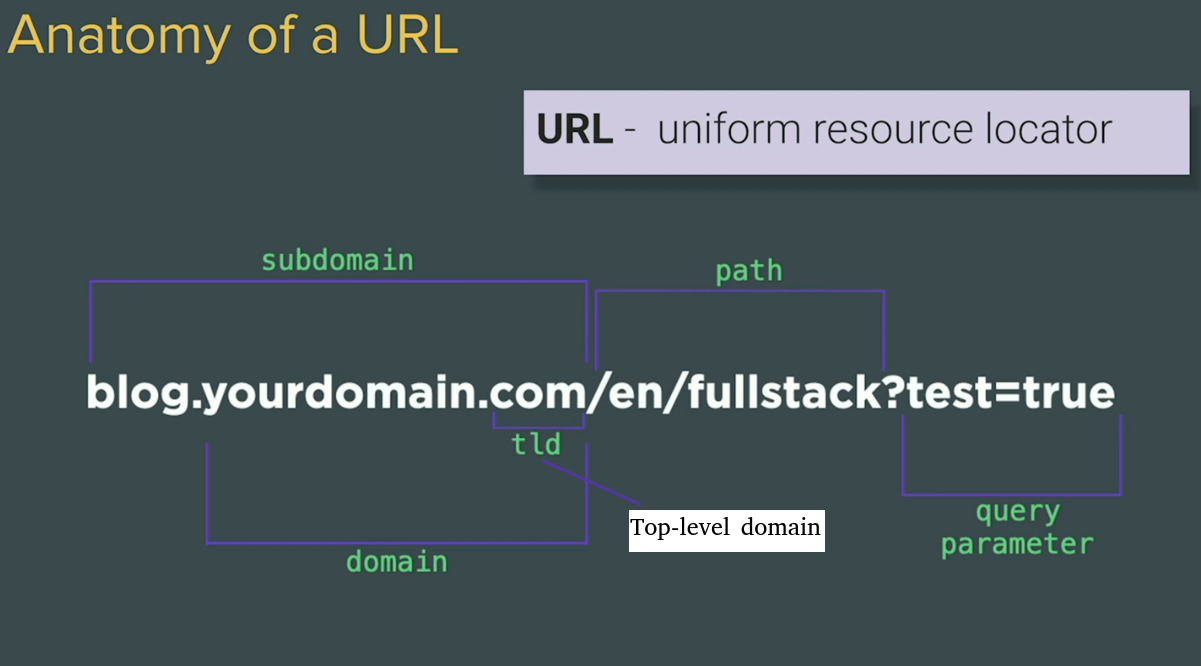 Anatomy of a URL
URL - uniform resource locator
subdomain
path
blog.yourdomain.com/en/fullstack?test=true
tld
Top-level domain
domain
query
parameter